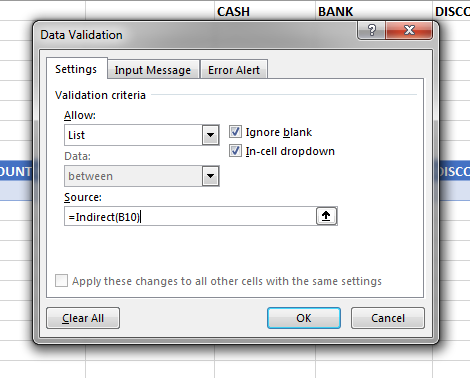 CASH BANK DISCO
Data Validation
Settings Input Message Error Alert
Validation criteria
Allow:
List Ignore blank
Data: In-cell dropdown
between
OUNT DISCO
Source:
=Indirect(B10)
Apply these changes to all other cells with the same settings
Clear All OK Cancel